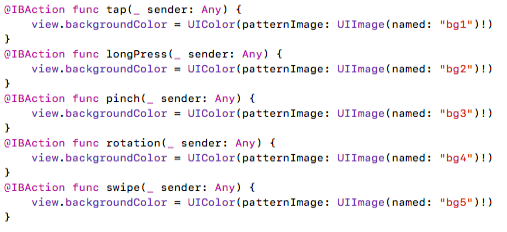 @IBAction func tap(_ sender: Any) {
    view.backgroundColor = UIColor(patternImage: UIImage(named: "bg1")!)
}
@IBAction func longPress(_ sender: Any) {
    view.backgroundColor = UIColor(patternImage: UIImage(named: "bg2")!)
}
@IBAction func pinch(_ sender: Any) {
    view.backgroundColor = UIColor(patternImage: UIImage(named: "bg3")!)
}
@IBAction func rotation(_ sender: Any) {
    view.backgroundColor = UIColor(patternImage: UIImage(named: "bg4")!)
}
@IBAction func swipe(_ sender: Any) {
    view.backgroundColor = UIColor(patternImage: UIImage(named: "bg5")!)
}